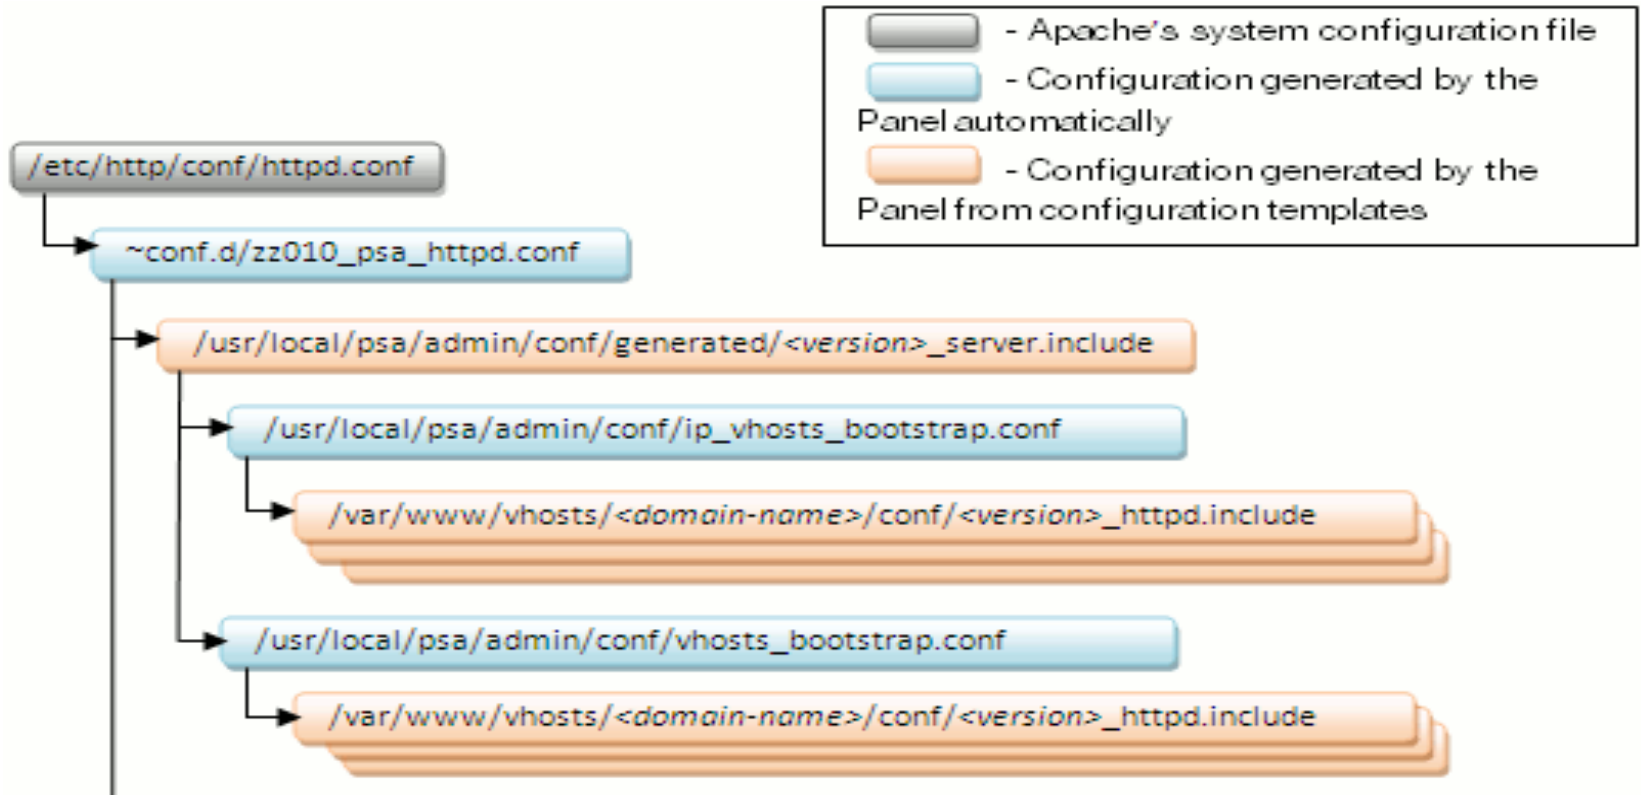 - Apache's system configuration file
- Configuration generated by the
Panel automatically
- Configuration generated by the
Panel from configuration templates
/etc/http/conf/httpd.conf
~conf.d/zz010_psa_httpd.conf
/usr/local/psa/admin/conf/generated/<version>_server.include
/usr/local/psa/admin/conf/ip_vhosts_bootstrap.conf
/var/www/vhosts/<domain-name>/conf/<version>_httpd.include
/usr/local/psa/admin/conf/vhosts_bootstrap.conf
/var/www/vhosts/<domain-name>/conf/<version>_httpd.include